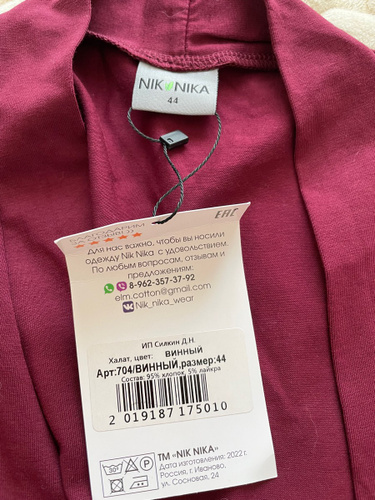 NIK NIKA
44
EAC
БЛАГОДАРИМ
ЗА ОТЗЫВ!
Для нас важно, чтобы вы носили
одежду Nik Nika с удовольствием.
По любым вопросам, отзывам и
предложениям:
8-962-357-37-92
elm.cotton@gmail.com
Nik_nika_wear
ИП Силкин Д.Н.
Халат, цвет: ВИННЫЙ
Арт:704/ВИННЫЙ,размер:44
Состав: 95% хлопок, 5% лайкра
2 019187 175010
ТМ «NIK NIKA»
Дата изготовления: 2022 г.
Россия, г. Иваново,
ул. Сосновая, 24